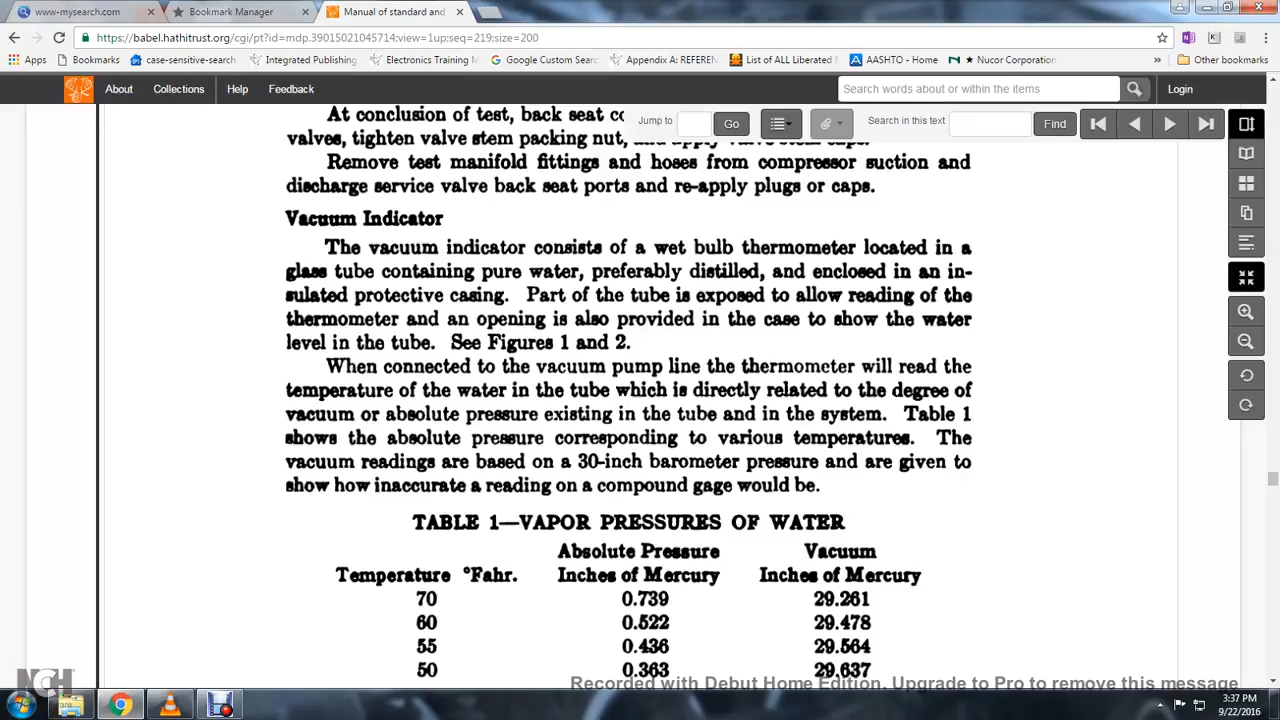 www-mysearch.com
Bookmark Manager
Manual of standard and
https://babel.hathitrust.org/cgi/pt?id=mdp.39015021045714;view=1up;seq=219;size=200
Apps Bookmarks case-sensitive-search Integrated Publishing Electronics Training M Google Custom Searc Appendix A: REFEREN List of ALL Liberated AASHTO - Home Nucor Corporation » Other bookmarks
About Collections Help Feedback Search words about or within the items Login
Jump to Go Search in this text Find
At conclusion of test, back seat co
valves, tighten valve stem packing nut, and apply valve stem caps.
Remove test manifold fittings and hoses from compressor suction and
discharge service valve back seat ports and re-apply plugs or caps.
Vacuum Indicator
The vacuum indicator consists of a wet bulb thermometer located in a
glass tube containing pure water, preferably distilled, and enclosed in an in-
sulated protective casing. Part of the tube is exposed to allow reading of the
thermometer and an opening is also provided in the case to show the water
level in the tube. See Figures 1 and 2.
When connected to the vacuum pump line the thermometer will read the
temperature of the water in the tube which is directly related to the degree of
vacuum or absolute pressure existing in the tube and in the system. Table 1
shows the absolute pressure corresponding to various temperatures. The
vacuum readings are based on a 30-inch barometer pressure and are given to
show how inaccurate a reading on a compound gage would be.
TABLE 1—VAPOR PRESSURES OF WATER
Absolute Pressure Vacuum
Temperature °Fahr. Inches of Mercury Inches of Mercury
70 0.739 29.261
60 0.522 29.478
55 0.436 29.564
50 0.363 29.637
Recorded with Debut Home Edition. Upgrade to Pro to remove this message
NCH
3:37 PM
9/22/2016